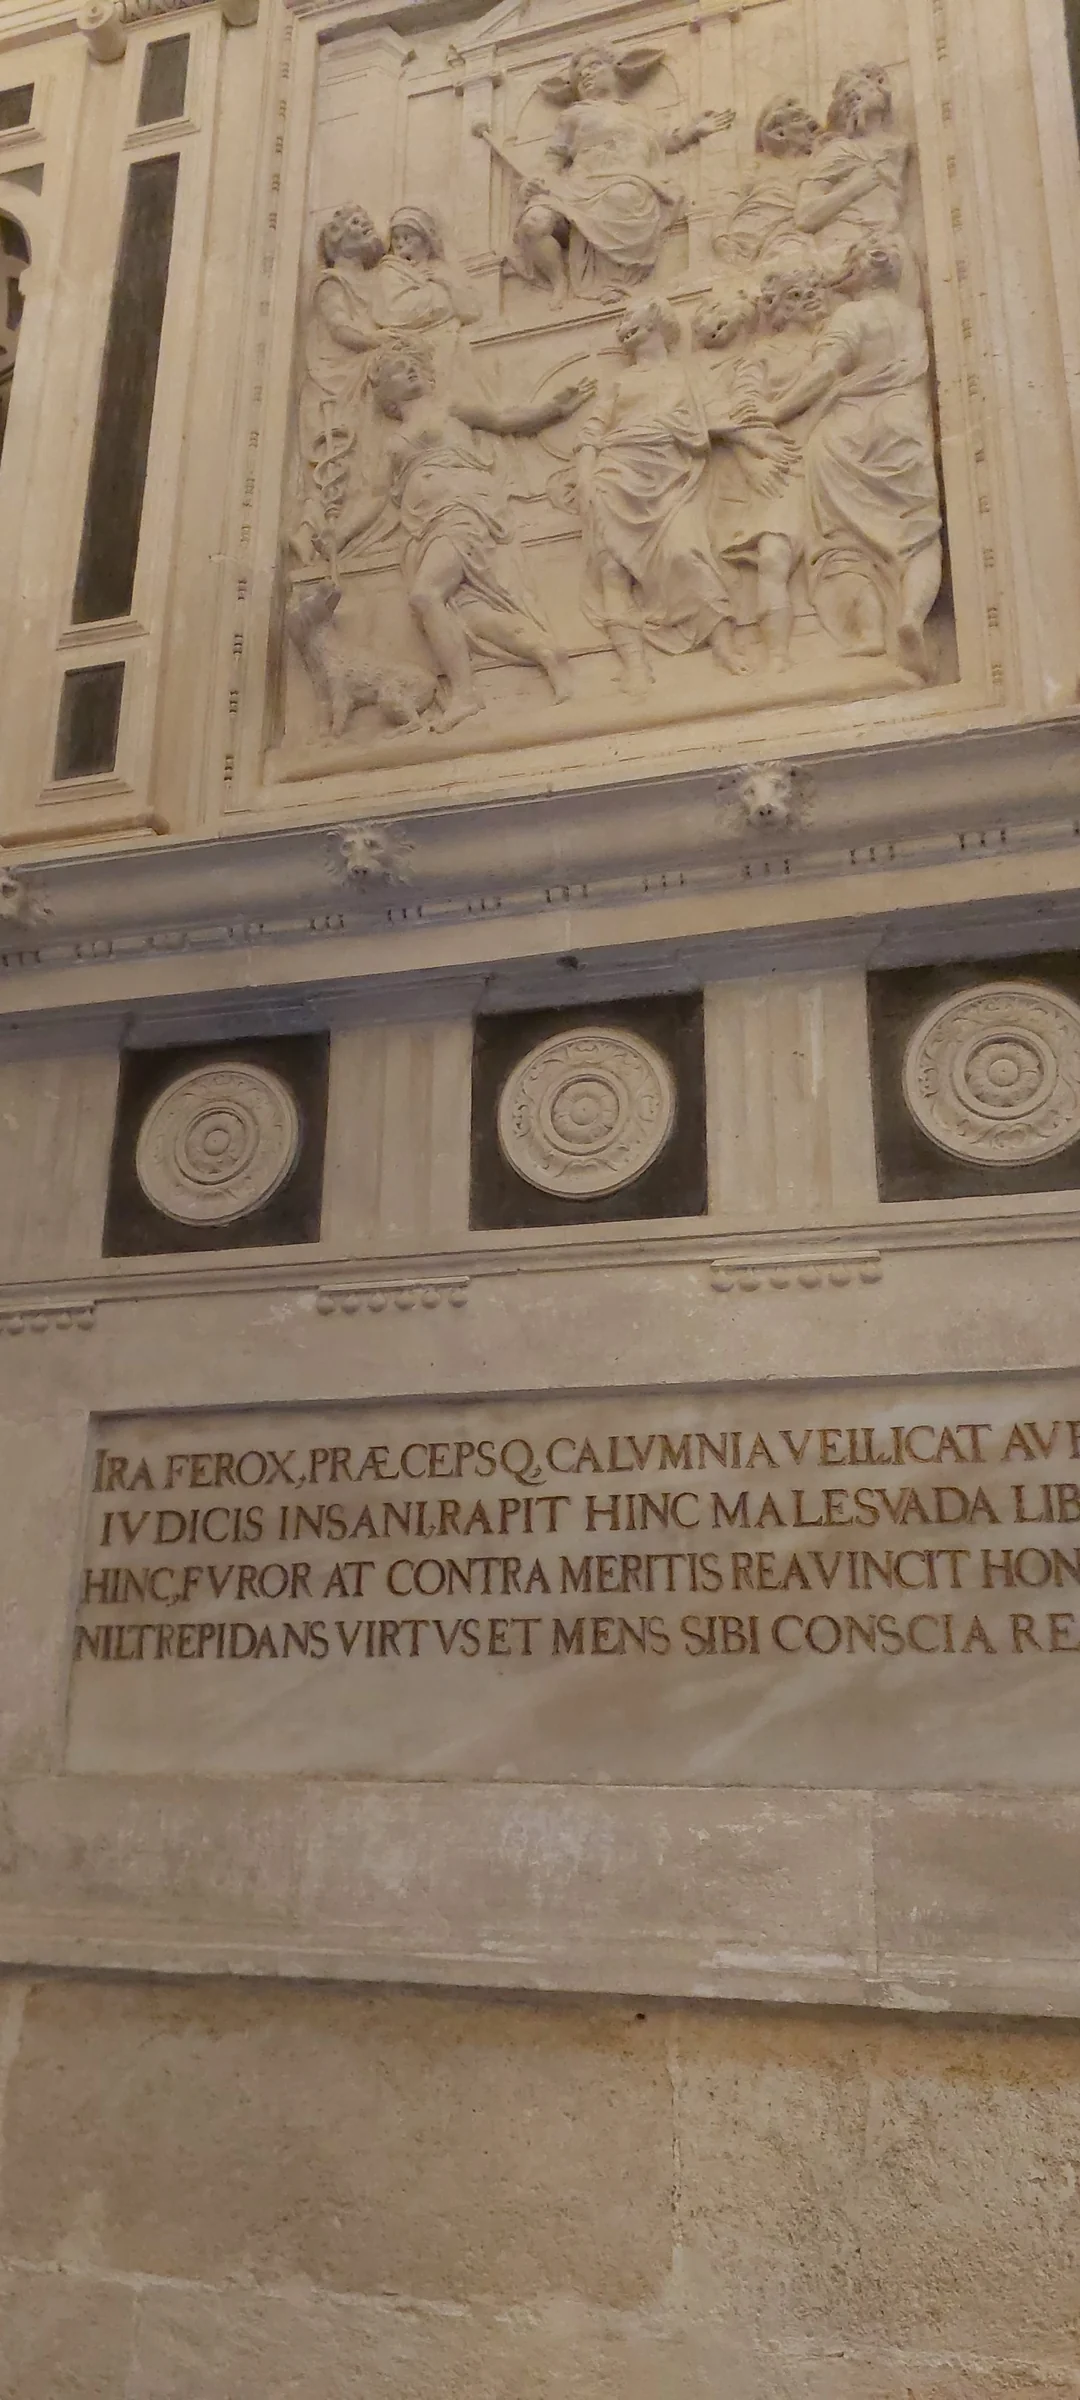 IRA FEROX, PRÆCEPSQ, CALVMNIA VELLICAT AVR
IVDICIS INSANI, RAPIT HINC MALESVADA LIB
HINC, FVROR AT CONTRA MERITIS REA VINCIT HON
NIL TREPIDANS VIRTVS ET MENS SIBI CONSCIA RE